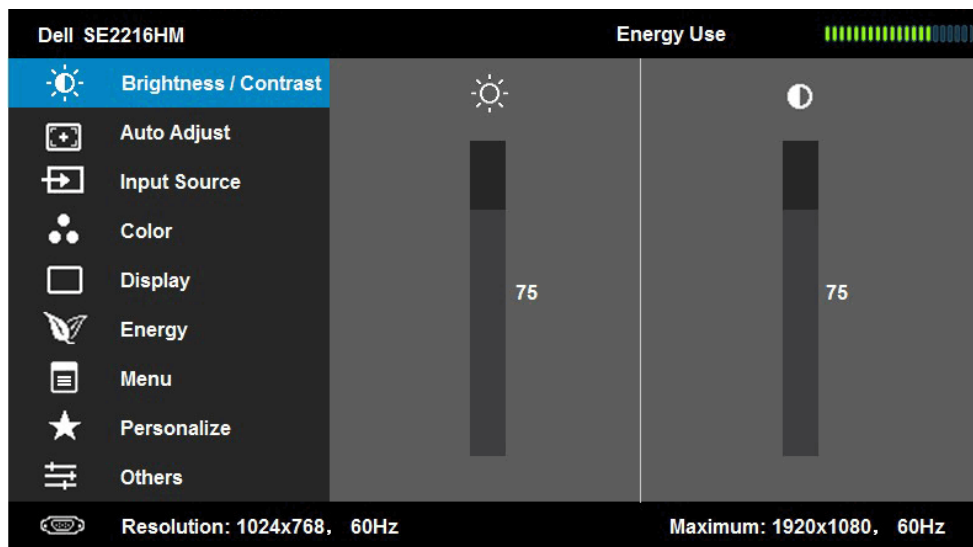 Dell SE2216HM
Energy Use
Brightness / Contrast
Auto Adjust
Input Source
Color
Display
75
75
Energy
Menu
Personalize
Others
Resolution: 1024x768, 60Hz
Maximum: 1920x1080, 60Hz